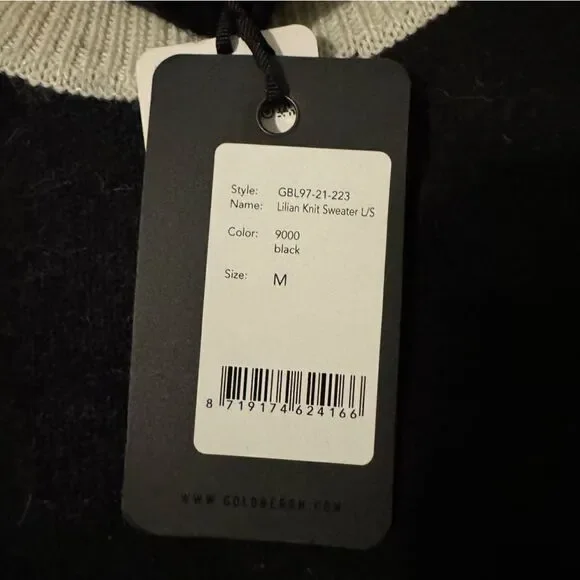 Style: GBL97-21-223
Name: Lilian Knit Sweater L/S
Color: 9000
black
Size: M
8 719174 624166
WWW.GOLDBERGH.COM